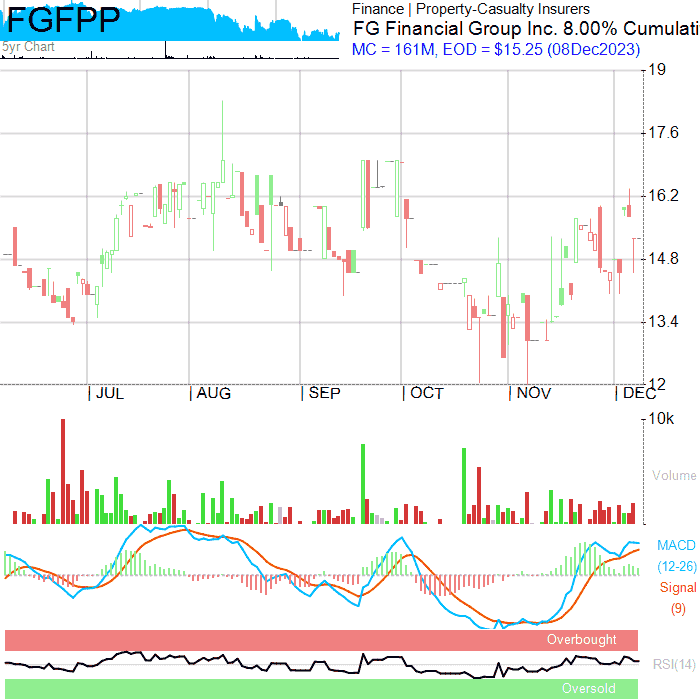 FGFPP
5yr Chart
Finance | Property-Casualty Insurers
FG Financial Group Inc. 8.00% Cumulati
MC = 161M, EOD = $15.25 (08Dec2023)
19
17.6
16.2
14.8
13.4
12
| JUL
| AUG
| SEP
| OCT
| NOV
| DEC
10k
Volume
MACD
(12-26)
Signal
(9)
Overbought
RSI(14)
Oversold